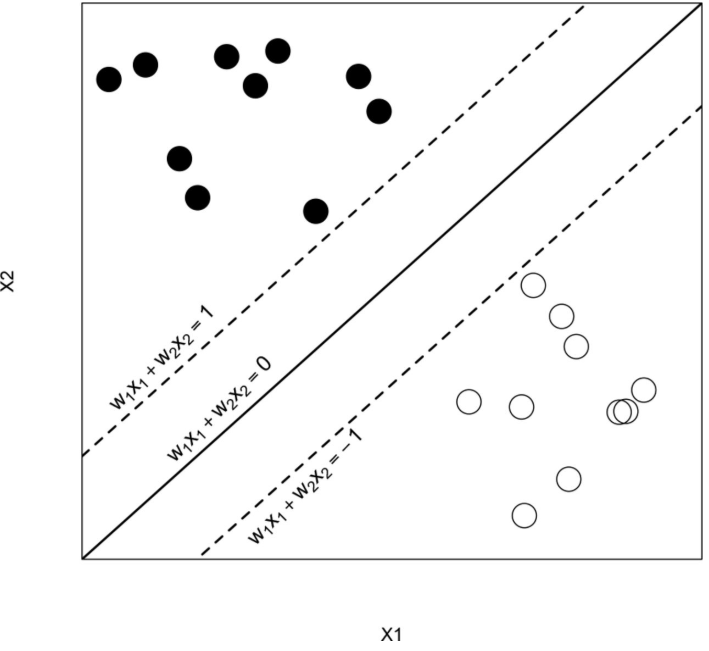 X2
w₁x₁ + w₂x₂ = 1
w₁x₁ + w₂x₂ = 0
w₁x₁ + w₂x₂ = − 1
X1